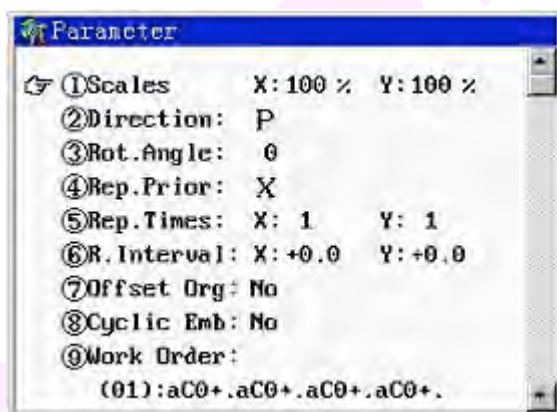 Parameter
①Scales X:100 % Y:100 %
②Direction: P
③Rot.Angle: 0
④Rep.Prior: X
⑤Rep.Times: X: 1 Y: 1
⑥R.Interval: X:+0.0 Y:+0.0
⑦Offset Org: No
⑧Cyclic Emb: No
⑨Work Order:
(01):aC0+.aC0+.aC0+.aC0+.